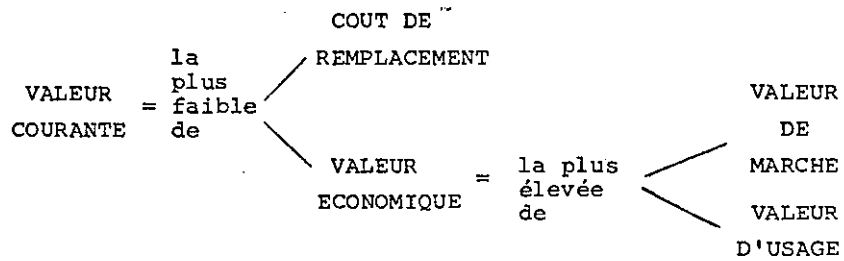 VALEUR
COURANTE
=
la
plus
faible
de
COUT DE
REMPLACEMENT
VALEUR
ECONOMIQUE
=
la plus
élevée
de
VALEUR
DE
MARCHE
VALEUR
D'USAGE